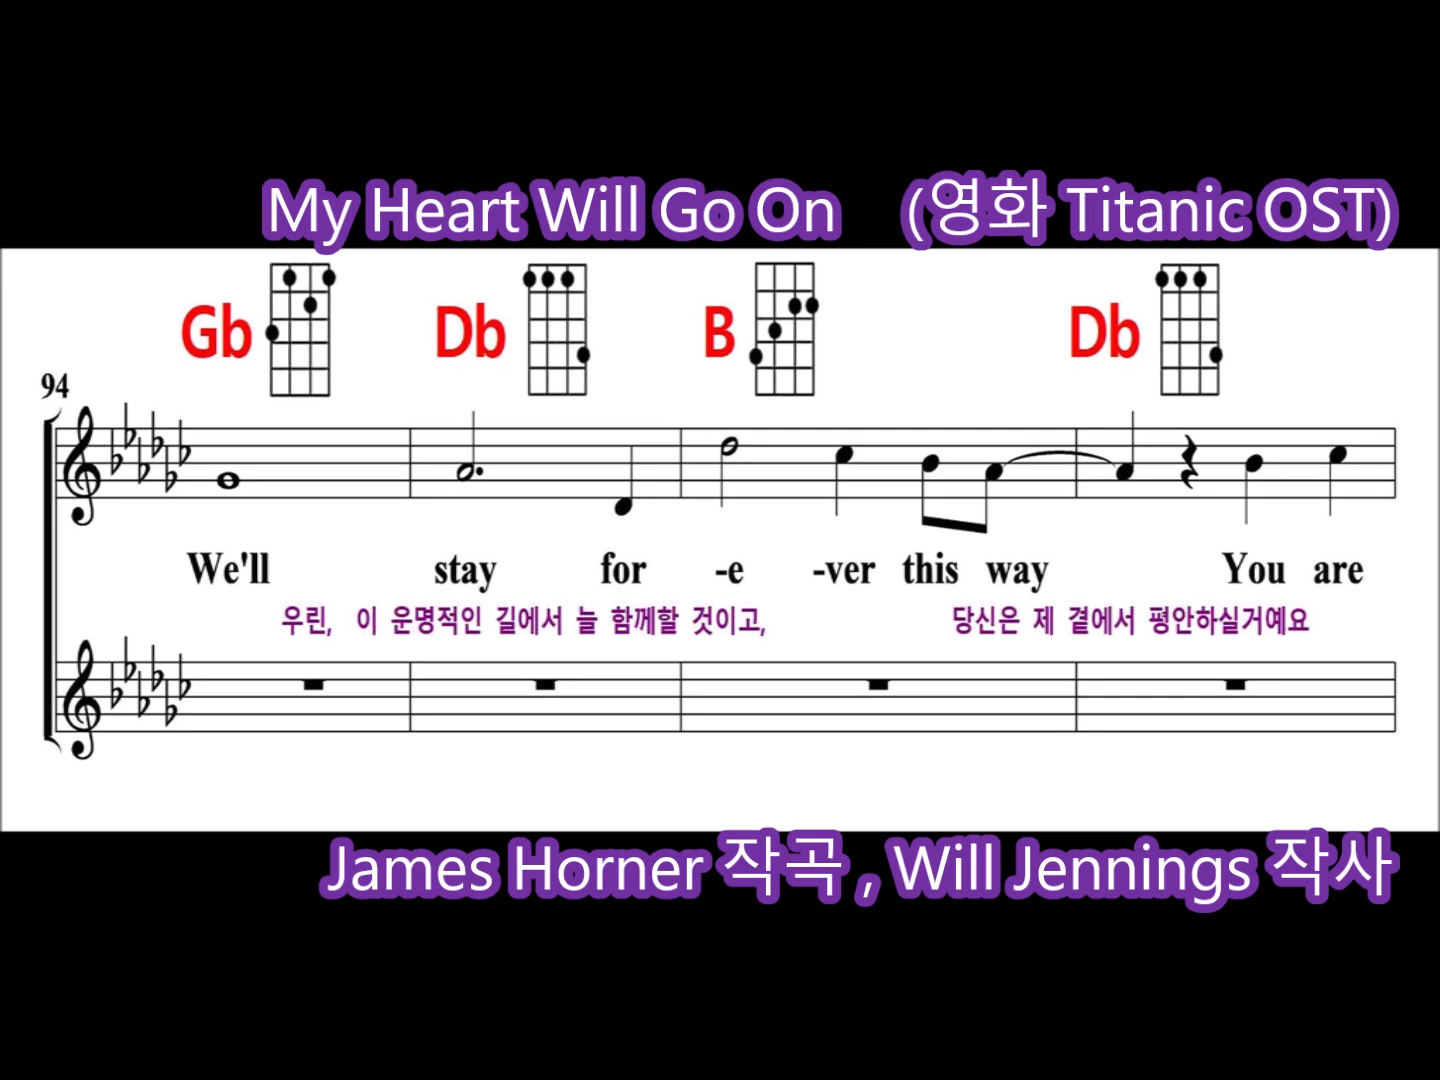 My Heart Will Go On (영화 Titanic OST)
Gb Db B Db
94
We'll stay for -e -ver this way You are
우린, 이 운명적인 길에서 늘 함께할 것이고, 당신은 제 곁에서 평안하실거예요
James Horner 작곡 , Will Jennings 작사